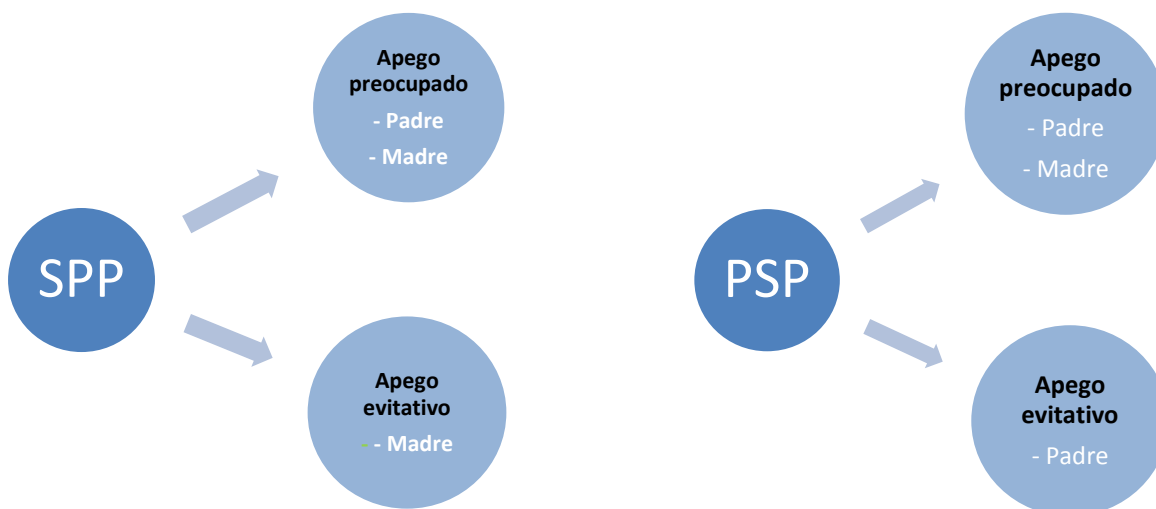 SPP
Apego
preocupado
- Padre
- Madre
Apego
evitativo
- - Madre
PSP
Apego
preocupado
- Padre
- Madre
Apego
evitativo
- Padre